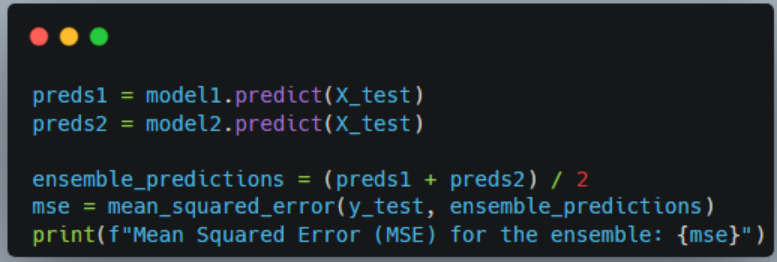 preds1 = model1.predict(X_test)
preds2 = model2.predict(X_test)
ensemble_predictions = (preds1 + preds2) / 2
mse = mean_squared_error(y_test, ensemble_predictions)
print(f"Mean Squared Error (MSE) for the ensemble: {mse}")